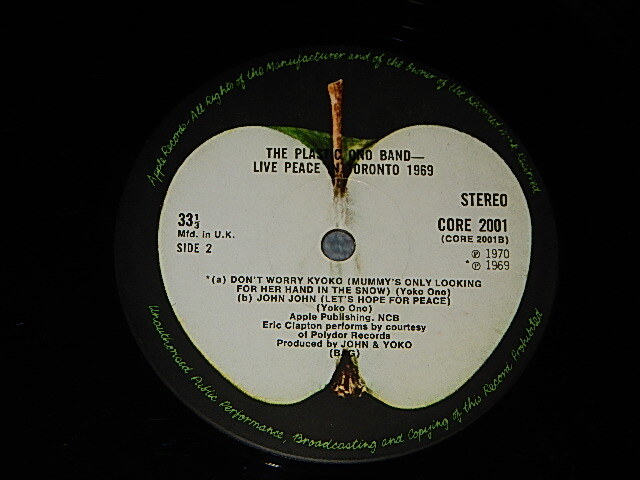 Apple Records-All Rights of the Manufacturer and of the Owner of the Recorded Work Reserved
THE PLASTIC ONO BAND—
LIVE PEACE TORONTO 1969
STEREO
33⅓
Mfd. in U.K.
SIDE 2
CORE 2001
(CORE 2001B)
℗ 1970
*℗ 1969
*(a) DON'T WORRY KYOKO (MUMMY'S ONLY LOOKING
FOR HER HAND IN THE SNOW) (Yoko Ono)
(b) JOHN JOHN (LET'S HOPE FOR PEACE)
(Yoko Ono)
Apple Publishing, NCB
Eric Clapton performs by courtesy
of Polydor Records
Produced by JOHN & YOKO
(BAG)
Unauthorised Public Performance, Broadcasting and Copying of this Record Prohibited